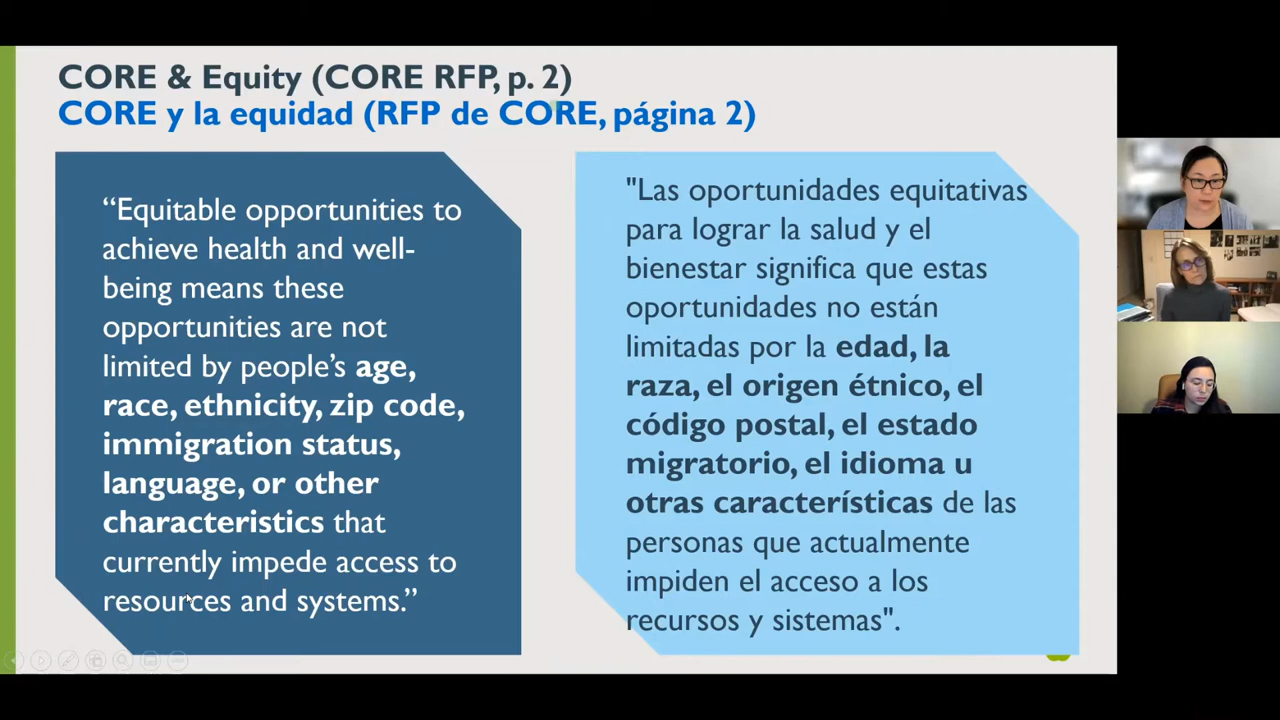 CORE & Equity (CORE RFP, p. 2)
CORE y la equidad (RFP de CORE, página 2)
“Equitable opportunities to
achieve health and well-
being means these
opportunities are not
limited by people’s age,
race, ethnicity, zip code,
immigration status,
language, or other
characteristics that
currently impede access to
resources and systems.”
"Las oportunidades equitativas
para lograr la salud y el
bienestar significa que estas
oportunidades no están
limitadas por la edad, la
raza, el origen étnico, el
código postal, el estado
migratorio, el idioma u
otras características de las
personas que actualmente
impiden el acceso a los
recursos y sistemas".